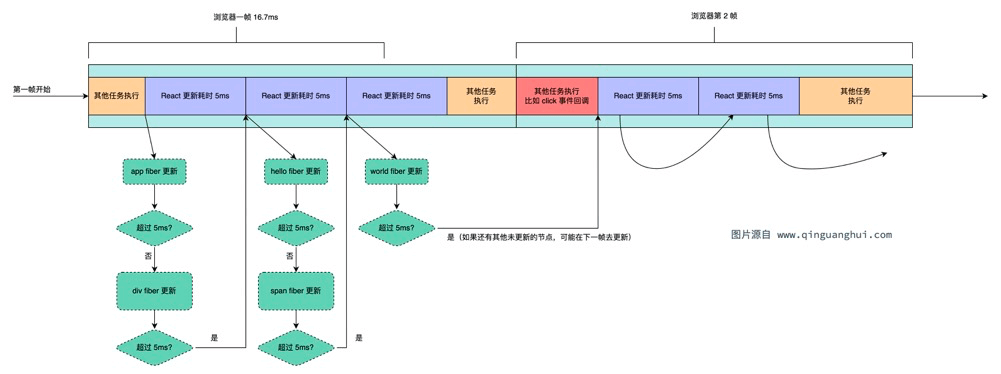 浏览器一帧 16.7ms
浏览器第 2 帧
第一帧开始
其他任务执行
React 更新耗时 5ms
React 更新耗时 5ms
React 更新耗时 5ms
其他任务
执行
其他任务执行
比如 click 事件回调
React 更新耗时 5ms
React 更新耗时 5ms
其他任务
执行
app fiber 更新
hello fiber 更新
world fiber 更新
超过 5ms?
超过 5ms?
超过 5ms?
是（如果还有其他未更新的节点，可能在下一帧去更新）
图片源自 www.qinguanghui.com
否
否
div fiber 更新
span fiber 更新
超过 5ms?
是
超过 5ms?
是